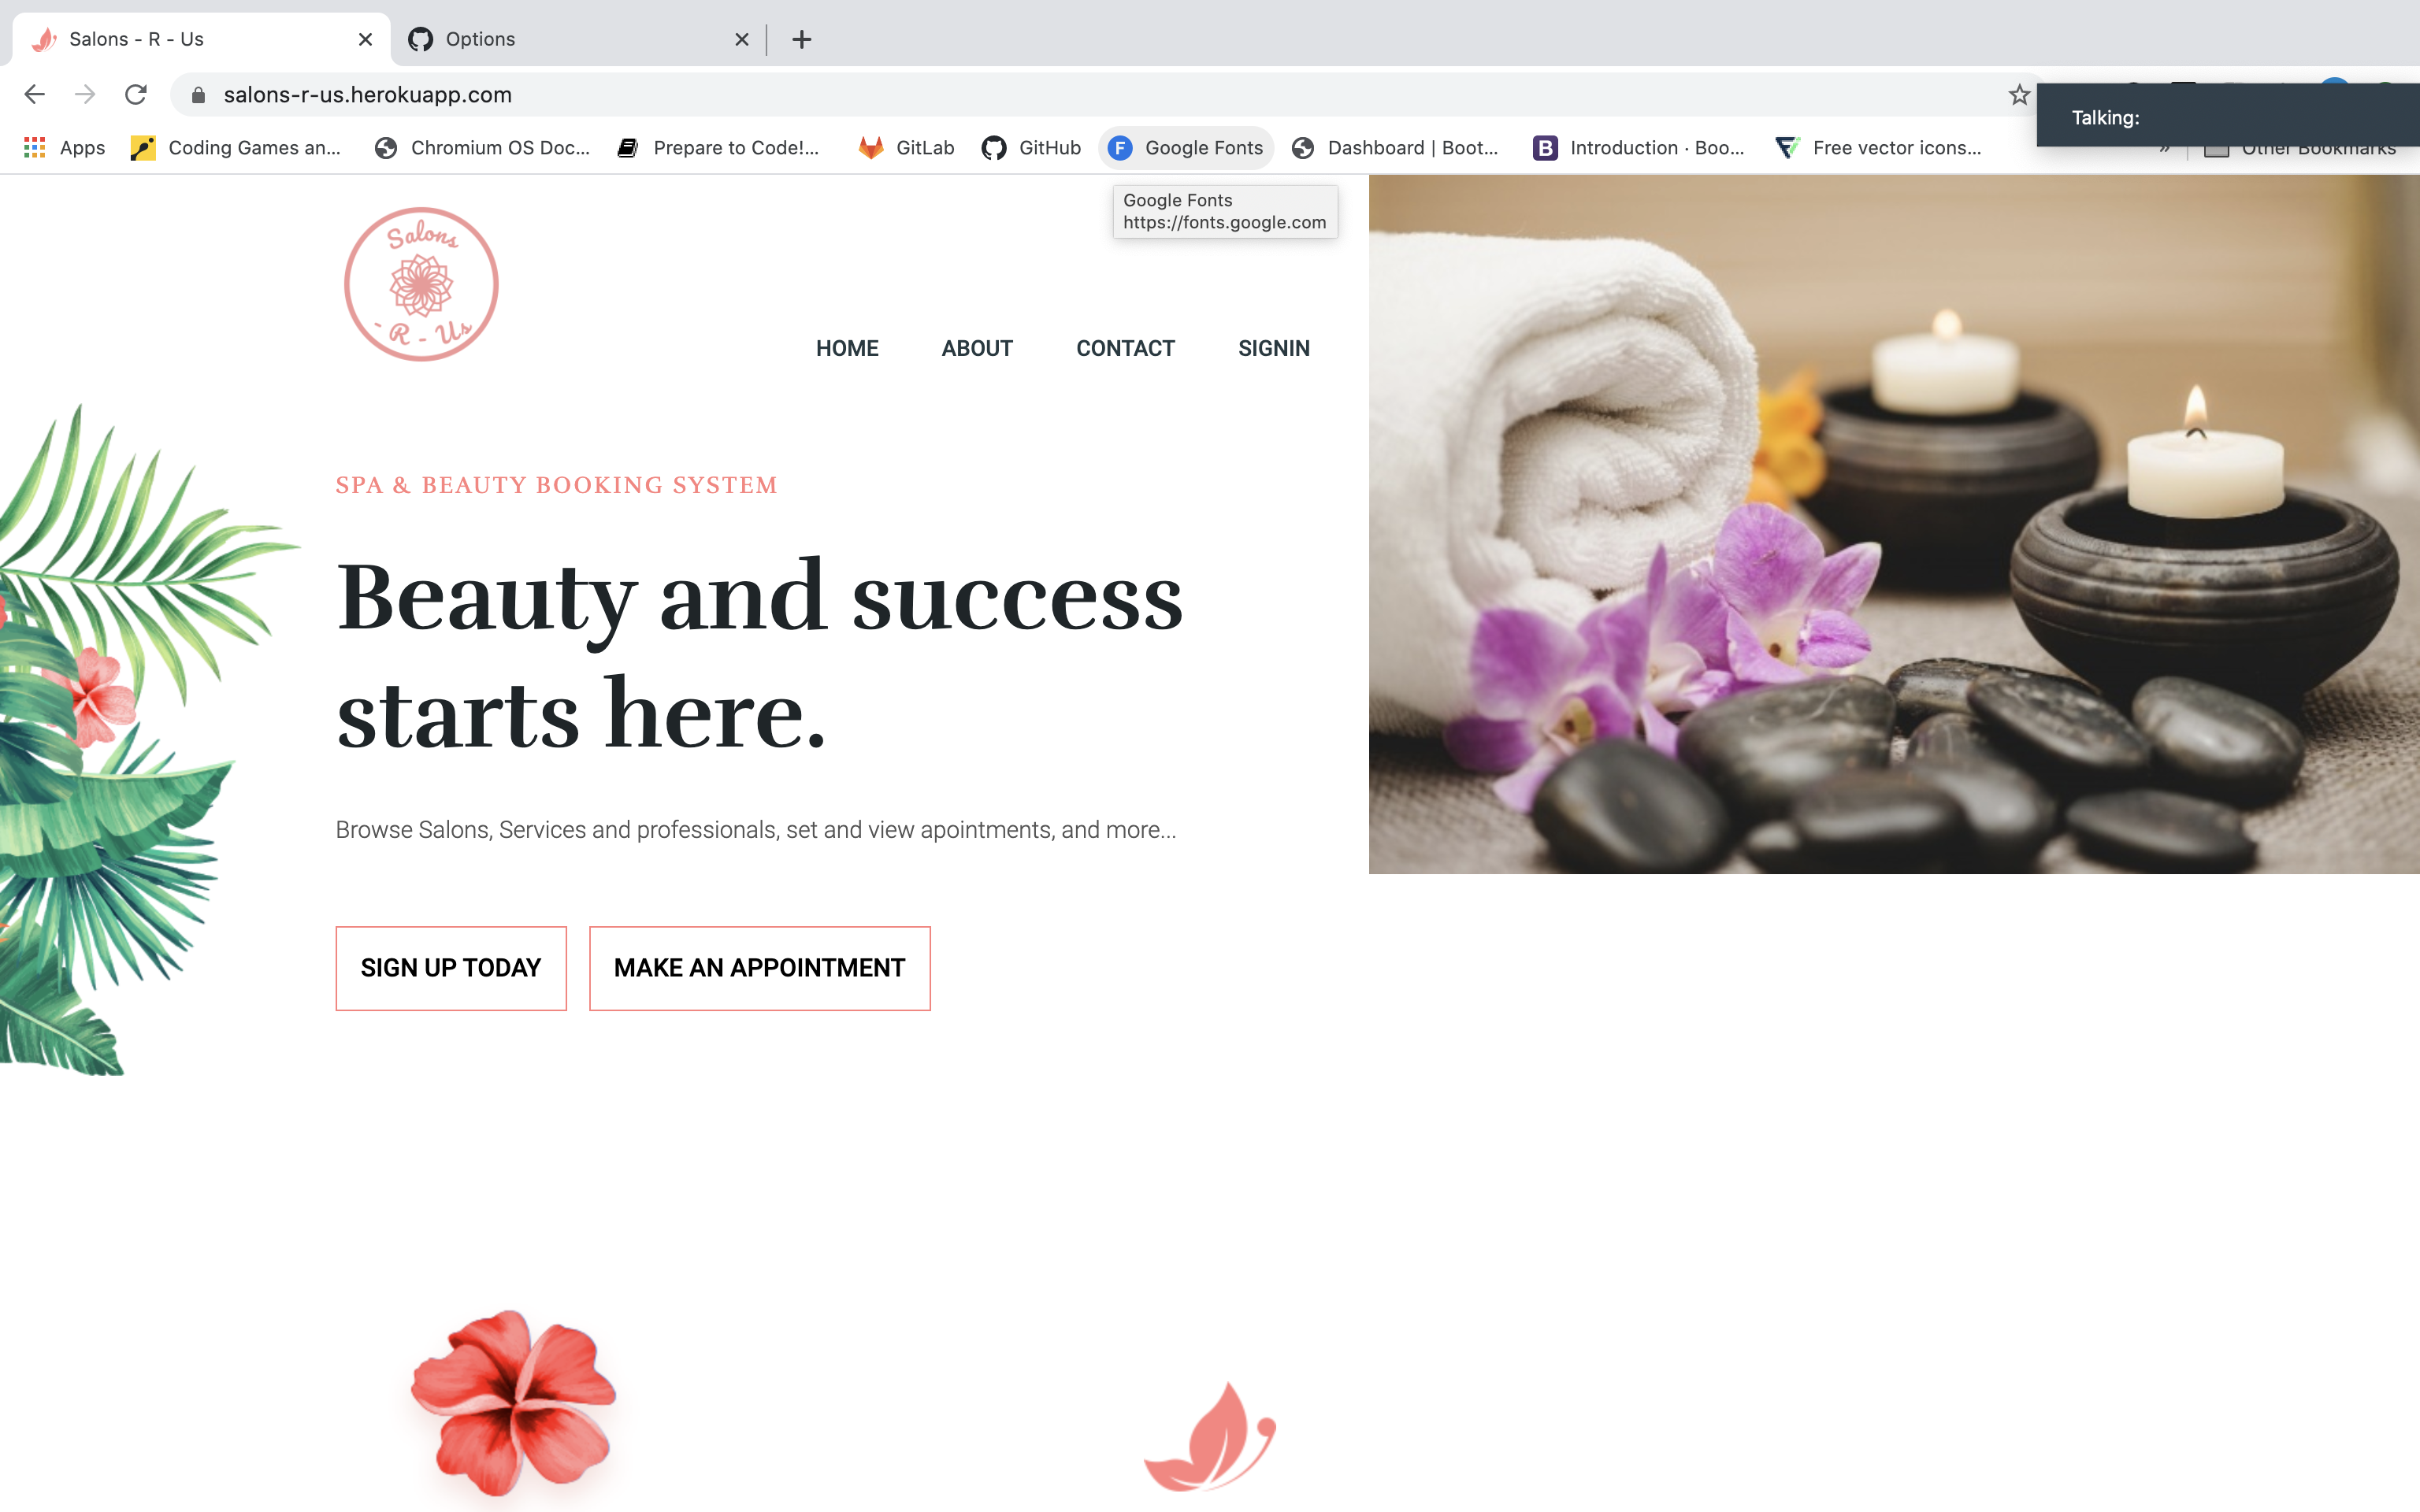 Salons - R - Us
Options
salons-r-us.herokuapp.com
Talking:
Apps
Coding Games an...
Chromium OS Doc...
Prepare to Code!...
GitLab
GitHub
F
Google Fonts
Dashboard | Boot...
B
Introduction · Boo...
Free vector icons...
»
Other Bookmarks
Google Fonts
https://fonts.google.com
Salons
- R - Us
HOME
ABOUT
CONTACT
SIGNIN
SPA & BEAUTY BOOKING SYSTEM
Beauty and success
starts here.
Browse Salons, Services and professionals, set and view apointments, and more...
SIGN UP TODAY
MAKE AN APPOINTMENT